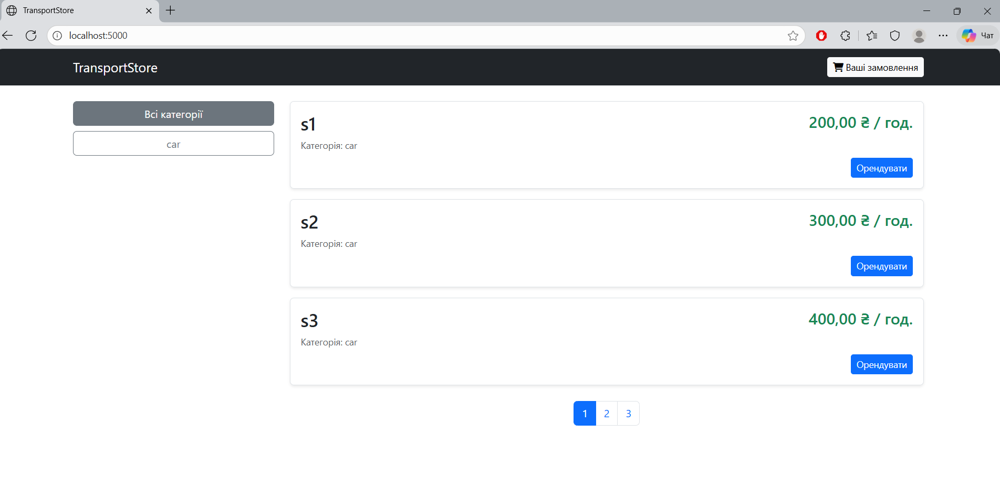 TransportStore
localhost:5000
Чат
TransportStore
Ваші замовлення
Всі категорії
car
s1
200,00 ₴ / год.
Категорія: car
Орендувати
s2
300,00 ₴ / год.
Категорія: car
Орендувати
s3
400,00 ₴ / год.
Категорія: car
Орендувати
1 2 3